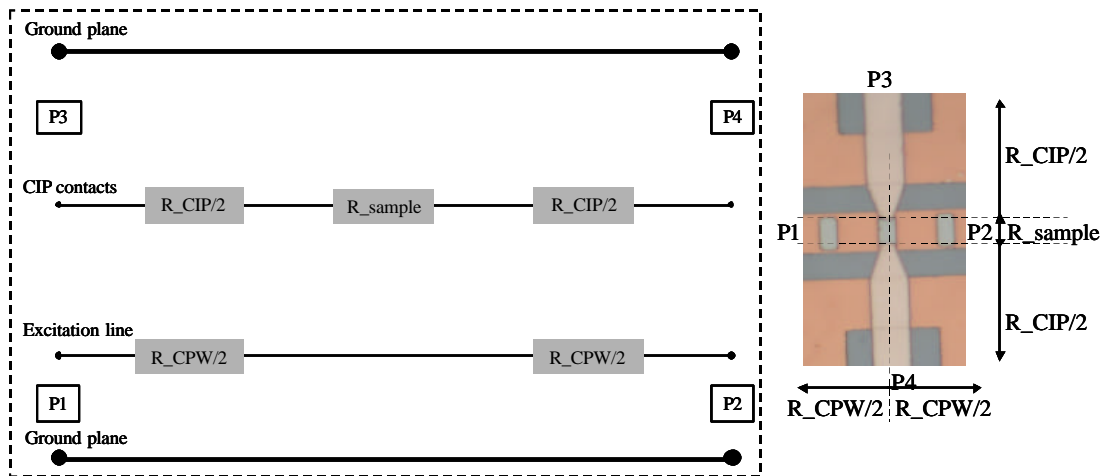 Ground plane
P3
P4
CIP contacts
R_CIP/2
R_sample
R_CIP/2
Excitation line
R_CPW/2
R_CPW/2
P1
P2
Ground plane
P3
R_CIP/2
P1
P2
R_sample
R_CIP/2
P4
R_CPW/2
R_CPW/2